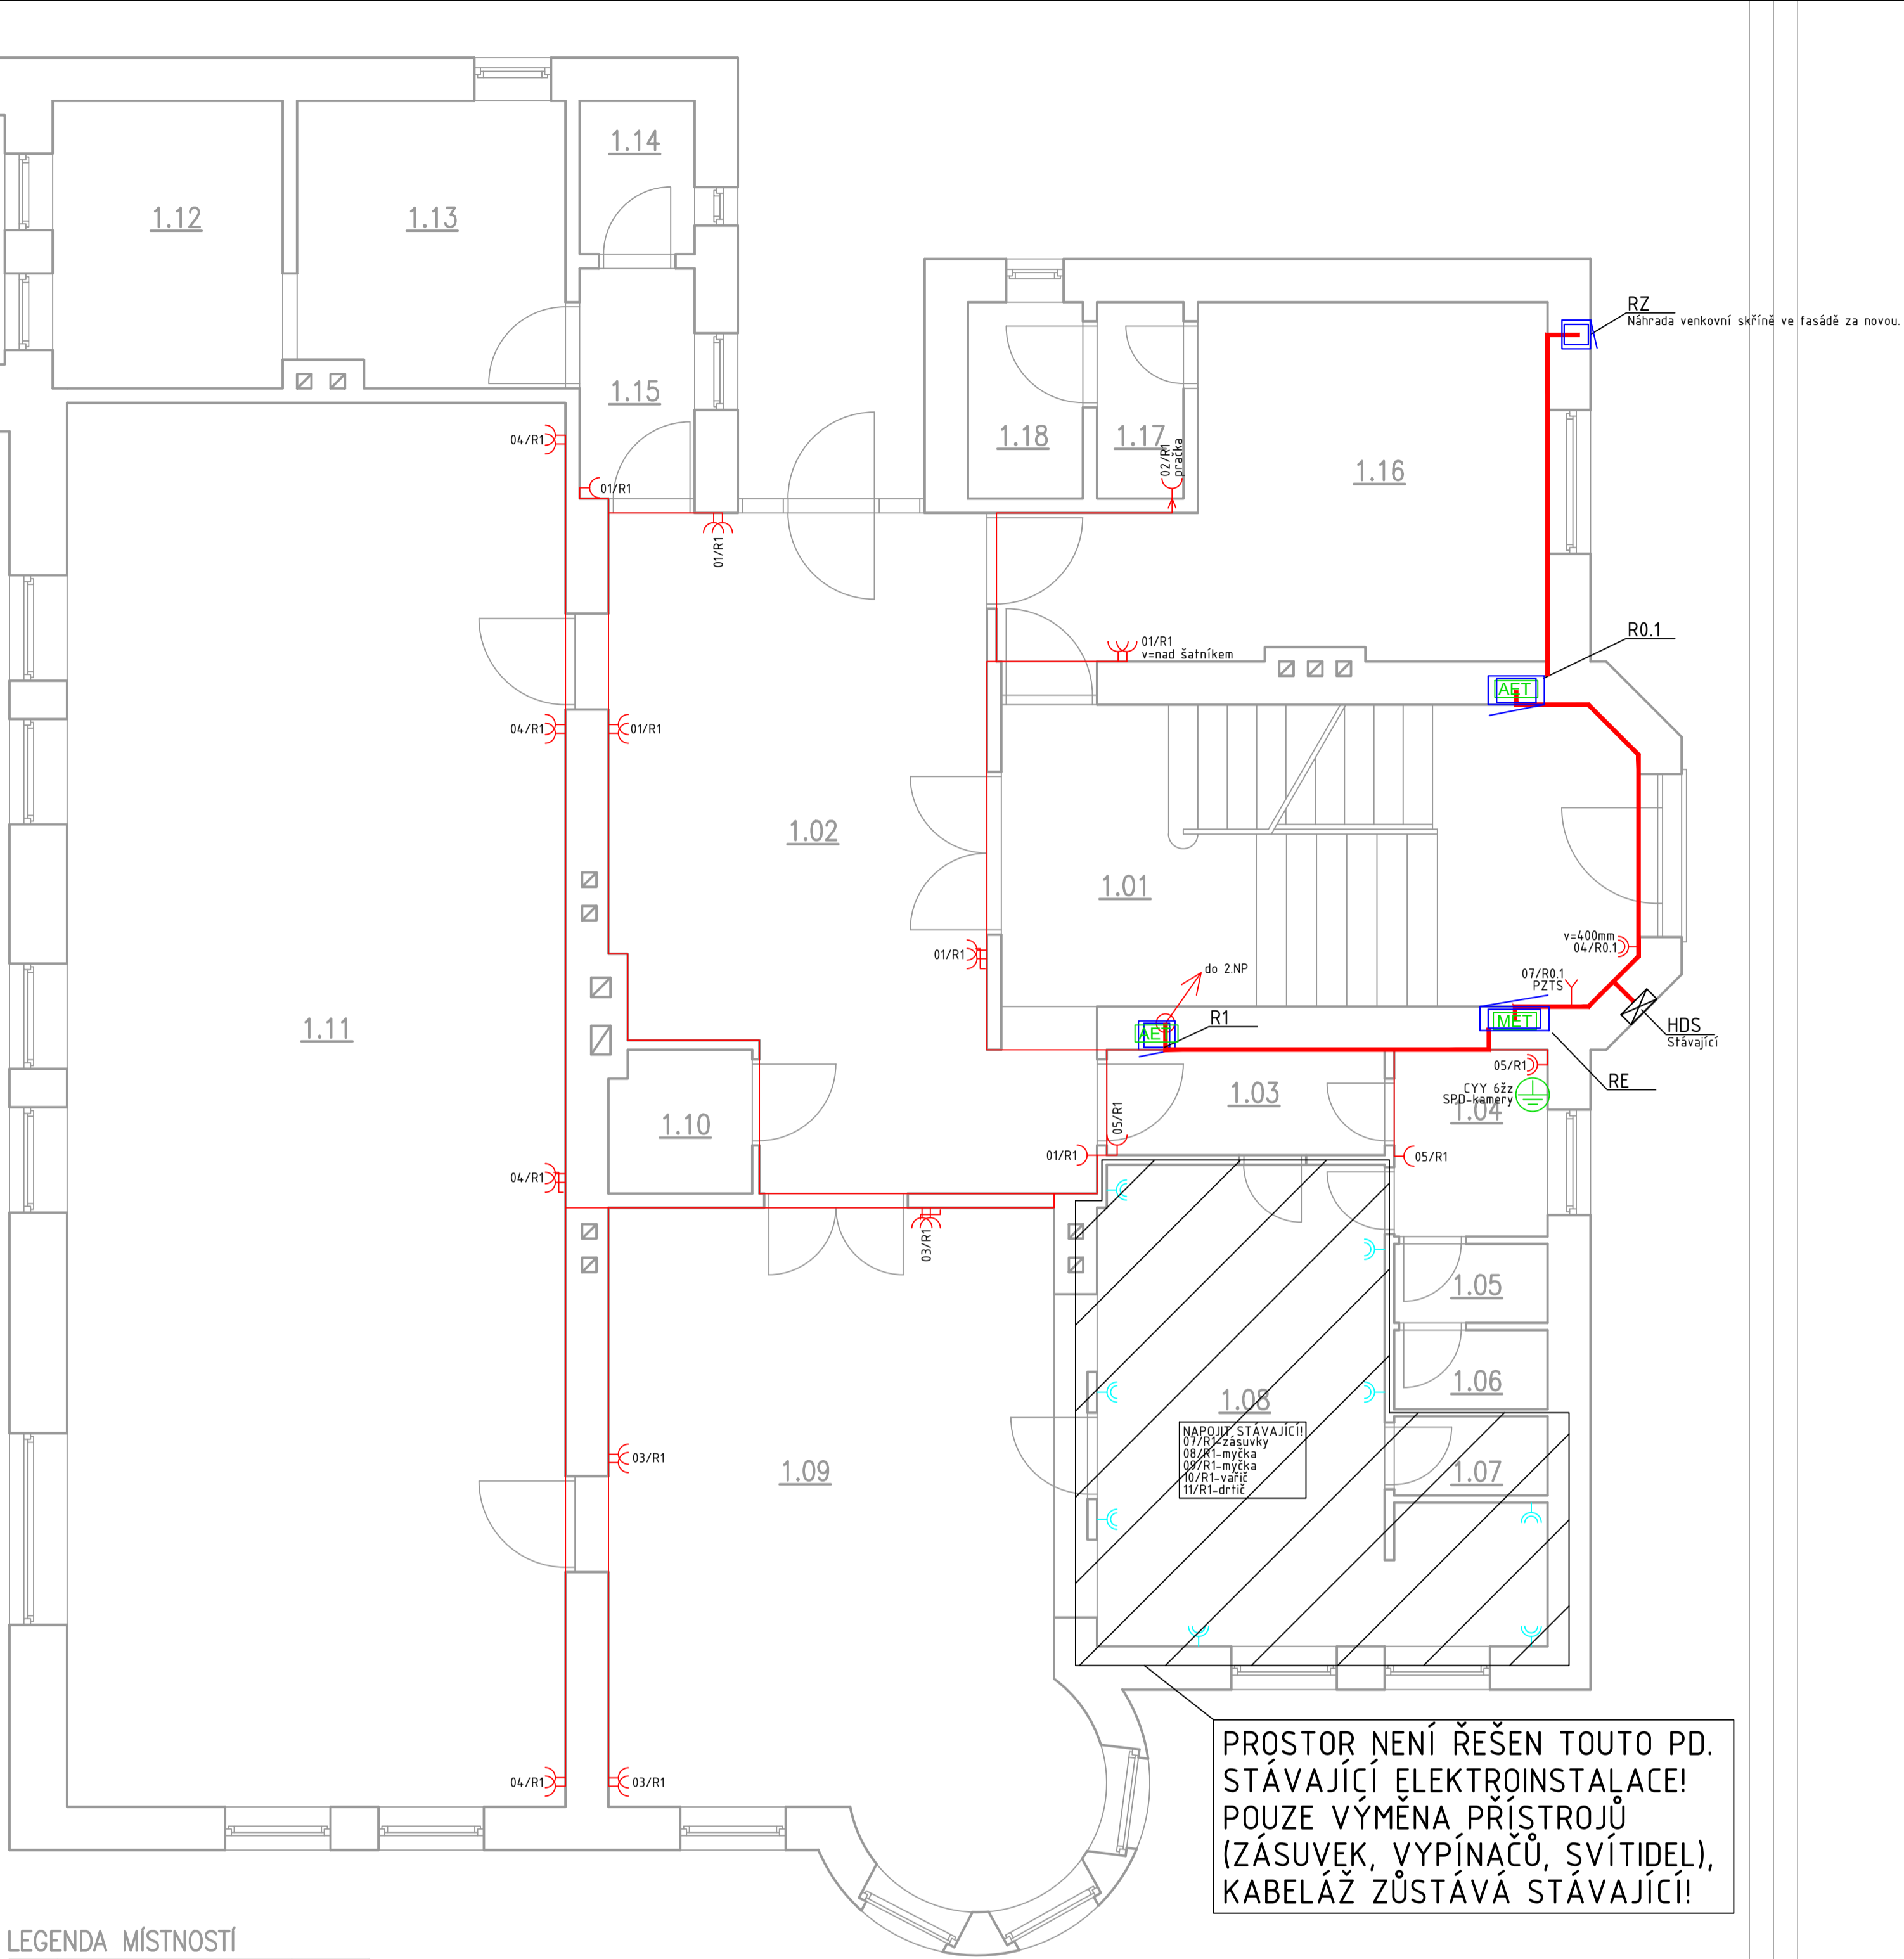 1.14
1.12
1.13
RZ
Náhrada venkovní skříně ve fasádě za novou.
1.15
1.18
1.17
02/R1
pračka
1.16
04/R1
01/R1
01/R1
R0.1
01/R1
v=nad šatníkem
AET
04/R1
01/R1
1.02
1.01
v=400mm
04/R0.1
01/R1
do 2.NP
07/R0.1
PZTS
R1
AET
MET
HDS
Stávající
1.11
05/R1
RE
CYY 6žz
SPD-kamery
1.03
1.04
1.10
05/R1
01/R1
05/R1
04/R1
03/R1
1.05
1.06
1.08
NAPOJIT STÁVAJÍCÍ!
07/R1-zásuvky
08/R1-myčka
09/R1-myčka
10/R1-vařič
11/R1-drtič
03/R1
1.09
1.07
04/R1
03/R1
PROSTOR NENÍ ŘEŠEN TOUTO PD.
STÁVAJÍCÍ ELEKTROINSTALACE!
POUZE VÝMĚNA PŘÍSTROJŮ
(ZÁSUVEK, VYPÍNAČŮ, SVÍTIDEL),
KABELÁŽ ZŮSTÁVÁ STÁVAJÍCÍ!
LEGENDA MÍSTNOSTÍ